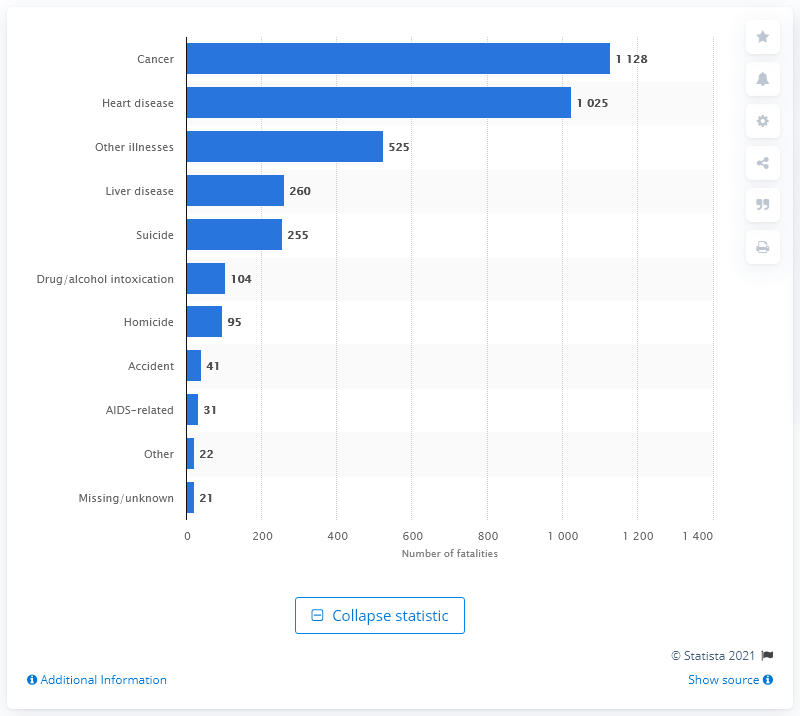 Cancer 1 128
Heart disease 1 025
Other illnesses 525
Liver disease 260
Suicide 255
Drug/alcohol intoxication 104
Homicide 95
Accident 41
AIDS-related 31
Other 22
Missing/unknown 21
0 200 400 600 800 1 000 1 200 1 400
Number of fatalities
Collapse statistic
© Statista 2021
Additional Information Show source